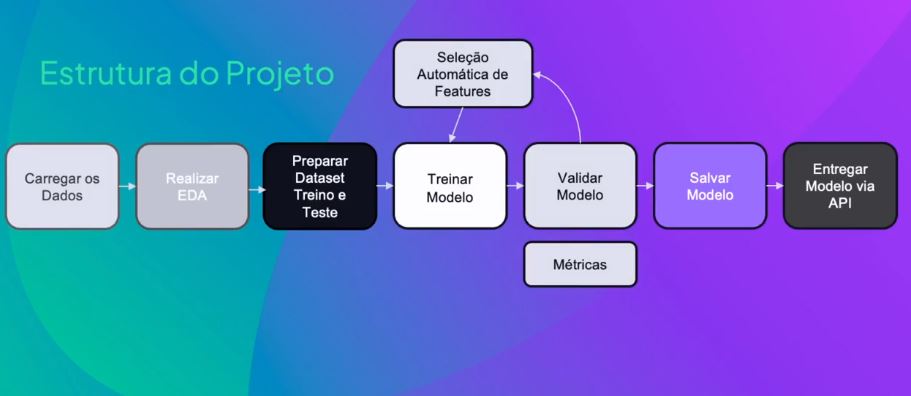 Estrutura do Projeto
Seleção
Automática de
Features
Carregar os
Dados
Realizar
EDA
Preparar
Dataset
Treino e
Teste
Treinar
Modelo
Validar
Modelo
Salvar
Modelo
Entregar
Modelo via
API
Métricas